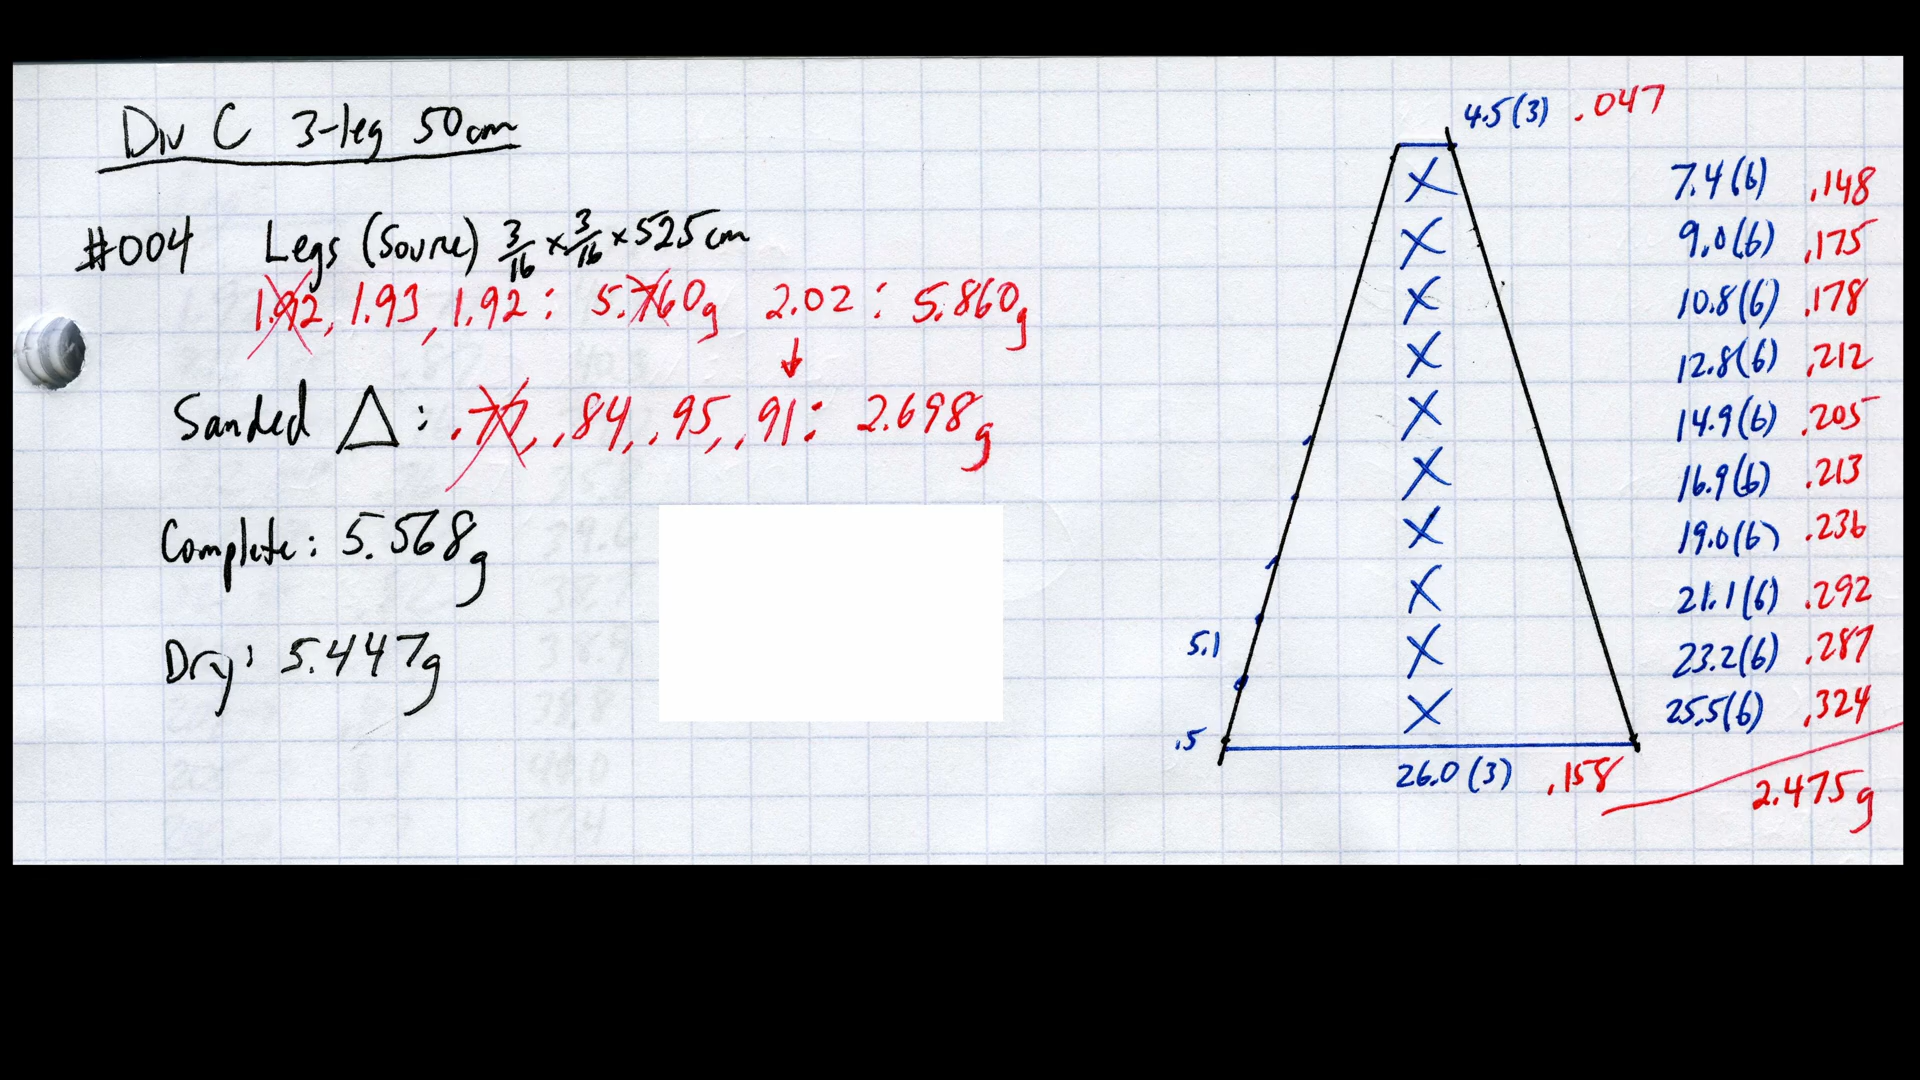 Div C 3-leg 50cm
#004 Legs (Source) 3/16 x 3/16 x 525cm
1.92, 1.93, 1.92: 5.760g 2.02: 5.860g
↓
Sanded △: .77, .84, .95, .91: 2.698g
Complete: 5.568g
Dry: 5.447g
4.5(3) .047
7.4(6) .148
9.0(6) .175
10.8(6) .178
12.8(6) .212
14.9(6) .205
16.9(6) .213
19.0(6) .236
21.1(6) .292
5.1
23.2(6) .287
25.5(6) .324
.5
26.0(3) .158
2.475g